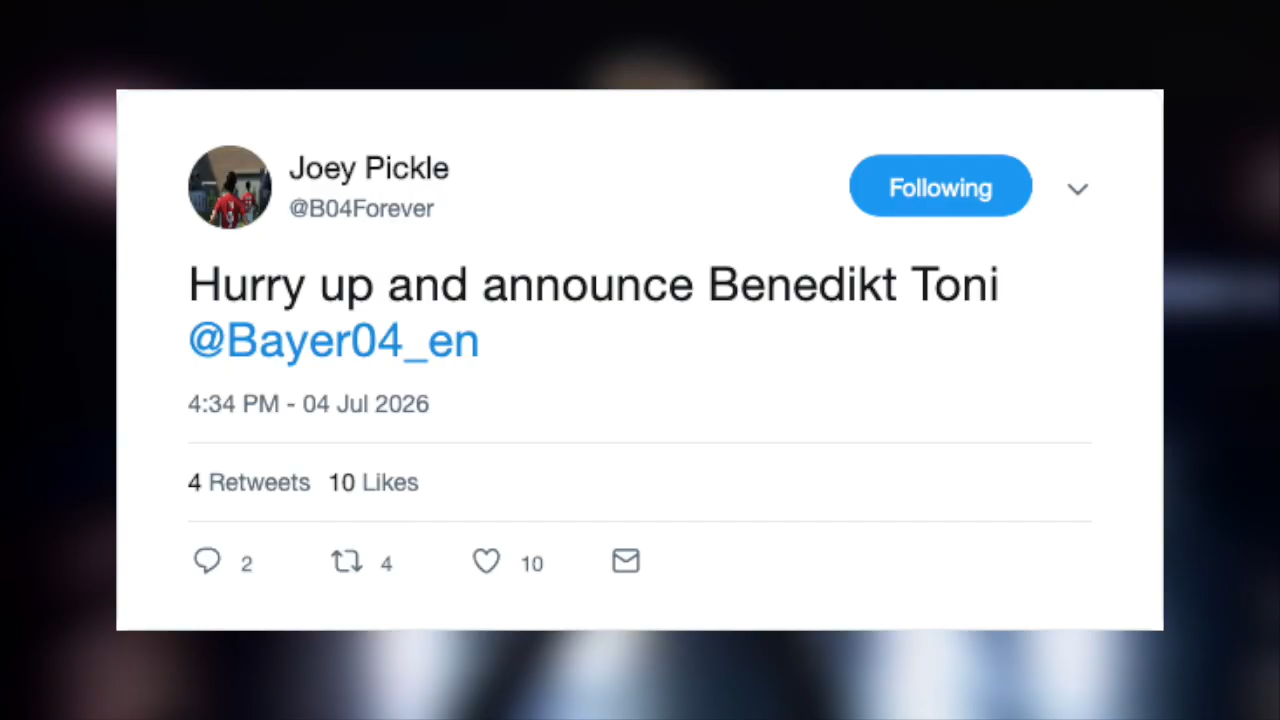 Joey Pickle
@B04Forever
Following
Hurry up and announce Benedikt Toni
@Bayer04_en
4:34 PM - 04 Jul 2026
4 Retweets 10 Likes
2 4 10